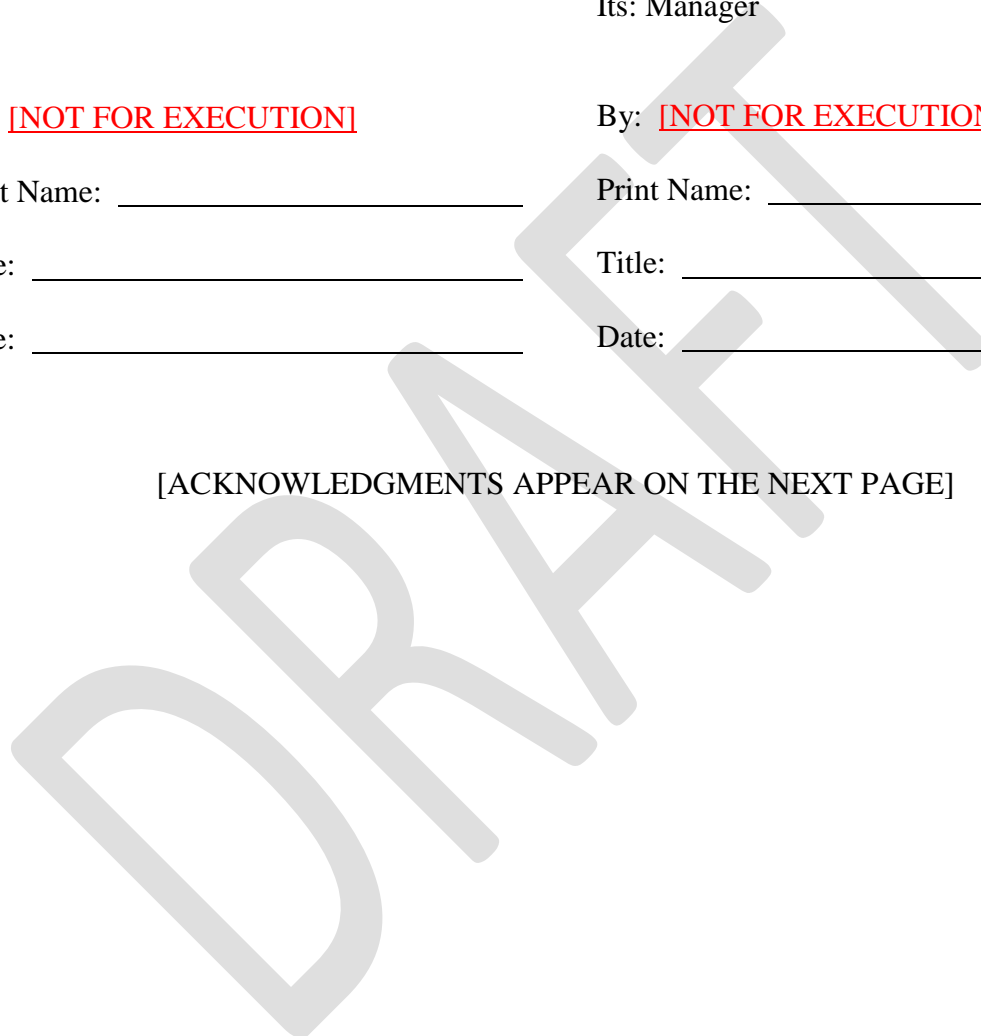 Its: Manager
[NOT FOR EXECUTION]
By: [NOT FOR EXECUTION
t Name:
Print Name:
e:
Title:
e:
Date:
[ACKNOWLEDGMENTS APPEAR ON THE NEXT PAGE]
DRAFT